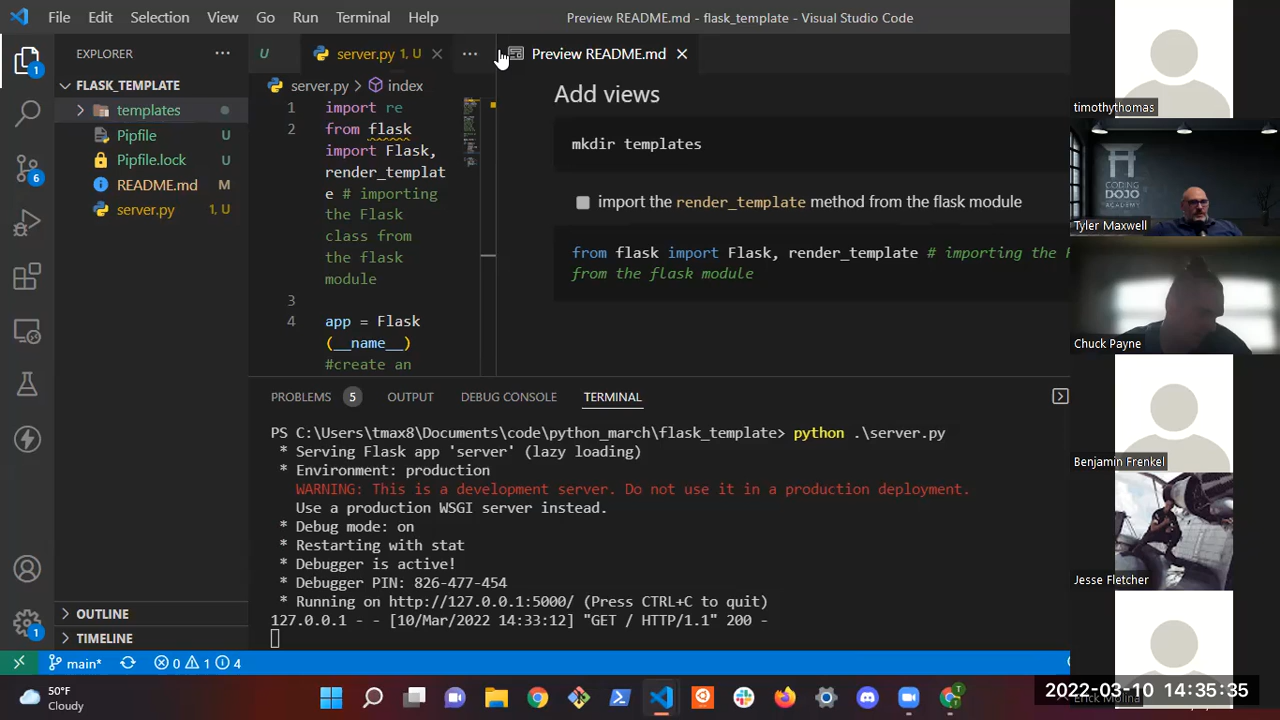 File Edit Selection View Go Run Terminal Help
Preview README.md - flask_template - Visual Studio Code
EXPLORER
FLASK_TEMPLATE
templates
Pipfile U
Pipfile.lock U
README.md M
server.py 1, U
OUTLINE
TIMELINE
1
6
1
U
server.py 1, U
server.py > index
1 import re
2 from flask
import Flask,
render_templat
e # importing
the Flask
class from
the flask
module
3
4 app = Flask
(__name__)
#create an
Preview README.md
Add views
mkdir templates
import the render_template method from the flask module
from flask import Flask, render_template # importing the F
from the flask module
PROBLEMS 5 OUTPUT DEBUG CONSOLE TERMINAL
PS C:\Users\tmax8\Documents\code\python_march\flask_template> python .\server.py
* Serving Flask app 'server' (lazy loading)
* Environment: production
WARNING: This is a development server. Do not use it in a production deployment.
Use a production WSGI server instead.
* Debug mode: on
* Restarting with stat
* Debugger is active!
* Debugger PIN: 826-477-454
* Running on http://127.0.0.1:5000/ (Press CTRL+C to quit)
127.0.0.1 - - [10/Mar/2022 14:33:12] "GET / HTTP/1.1" 200 -
main* 0 1 4
50°F
Cloudy
timothythomas
CODING
DOJO
ACADEMY
Tyler Maxwell
Chuck Payne
Benjamin Frenkel
Jesse Fletcher
Erick Molina
2022-03-10 14:35:35